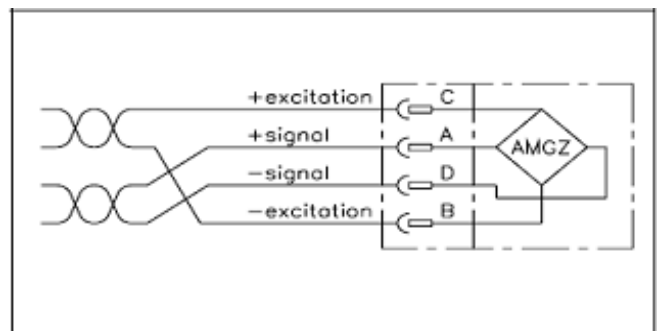 +excitation C
+signal A
AMGZ
-signal D
-excitation B